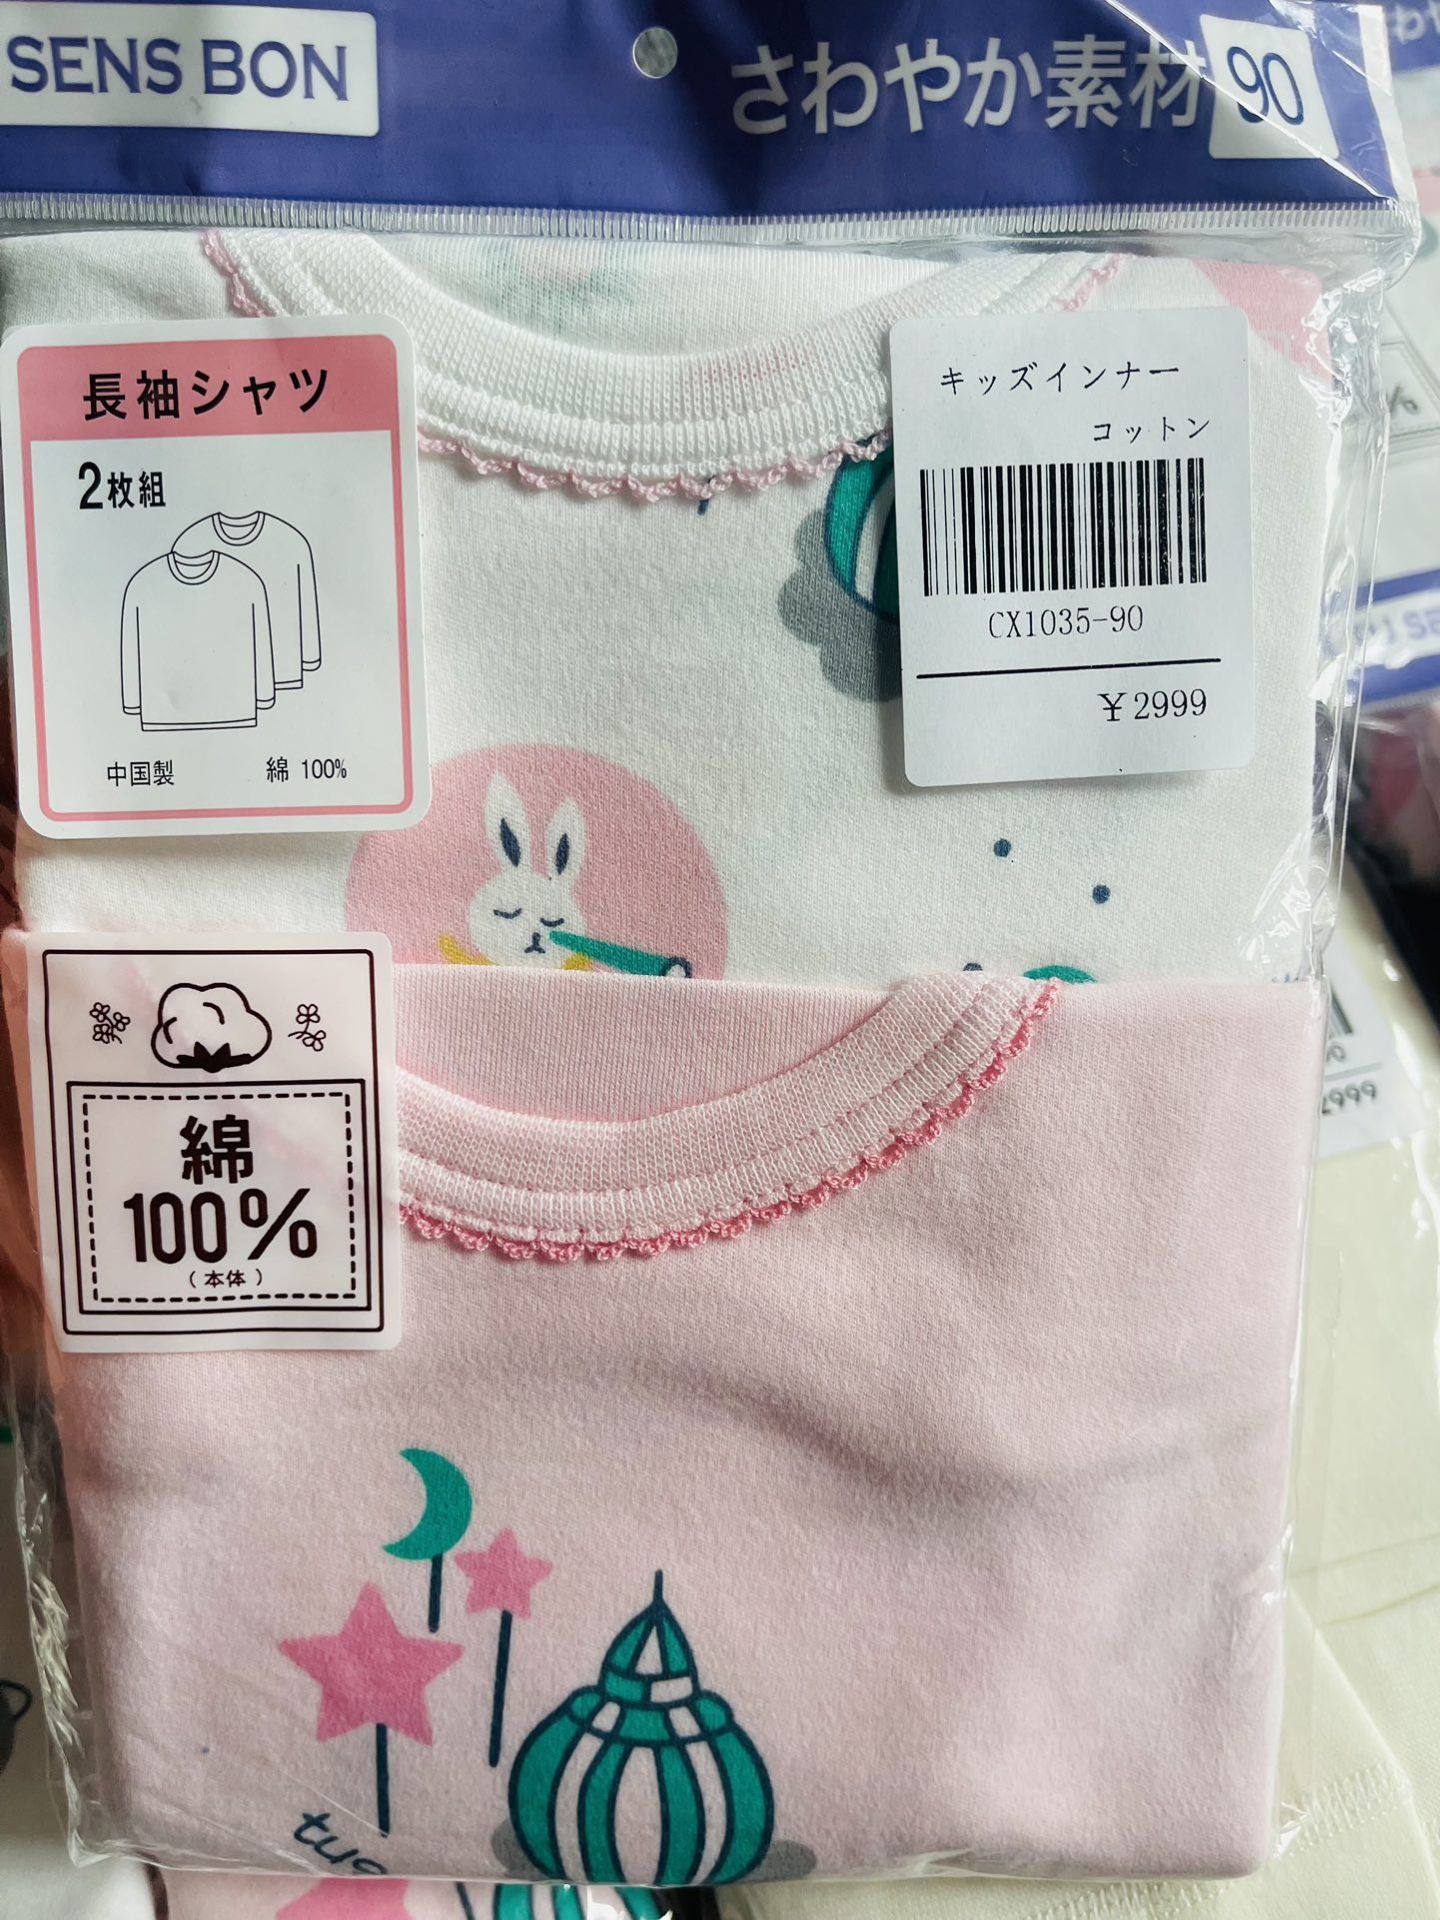 SENS BON
さわやか素材
90
長袖シャツ
2枚組
中国製
綿 100%
キッズインナー
コットン
CX1035-90
¥2999
綿
100%
(本体)
2999